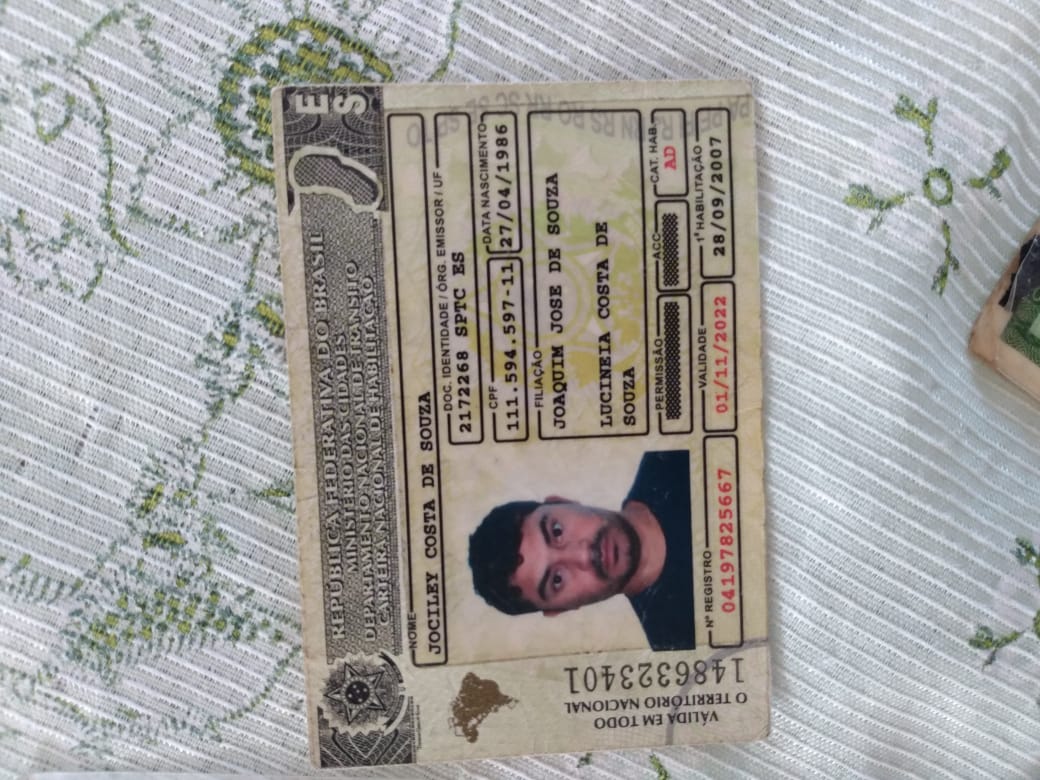 REPÚBLICA FEDERATIVA DO BRASIL
MINISTÉRIO DAS CIDADES
DEPARTAMENTO NACIONAL DE TRÂNSITO
CARTEIRA NACIONAL DE HABILITAÇÃO
ES
NOME
JOCILEY COSTA DE SOUZA
DOC. IDENTIDADE / ÓRG. EMISSOR / UF
2172268 SPTC ES
CPF DATA NASCIMENTO
111.594.597-11 27/04/1986
FILIAÇÃO
JOAQUIM JOSE DE SOUZA
LUCINEIA COSTA DE
SOUZA
PERMISSÃO ACC CAT. HAB.
AD
Nº REGISTRO VALIDADE 1ª HABILITAÇÃO
04197825667 01/11/2022 28/09/2007
VÁLIDA EM TODO
O TERRITÓRIO NACIONAL
1486323401